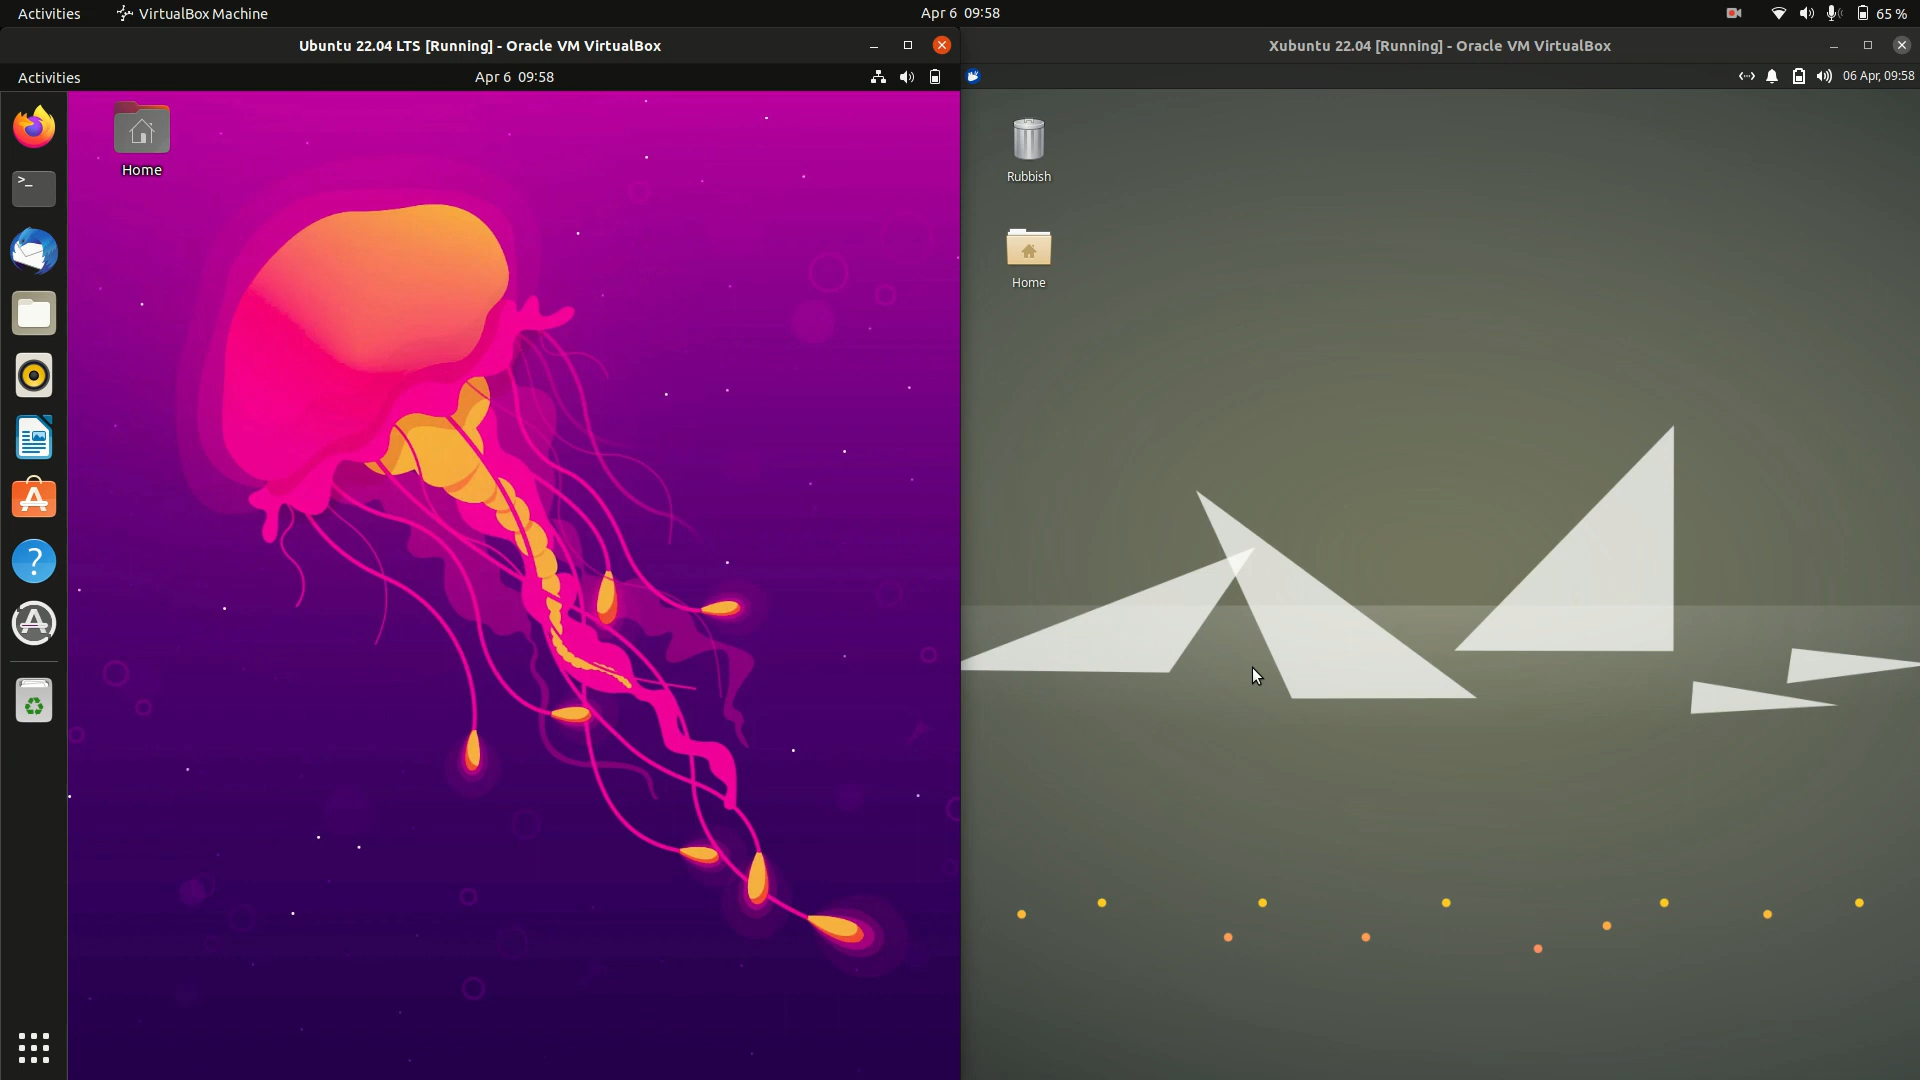 Activities VirtualBox Machine Apr 6 09:58 65 %
Ubuntu 22.04 LTS [Running] - Oracle VM VirtualBox
Activities Apr 6 09:58
Home
>_
?
Xubuntu 22.04 [Running] - Oracle VM VirtualBox
06 Apr, 09:58
Rubbish
Home